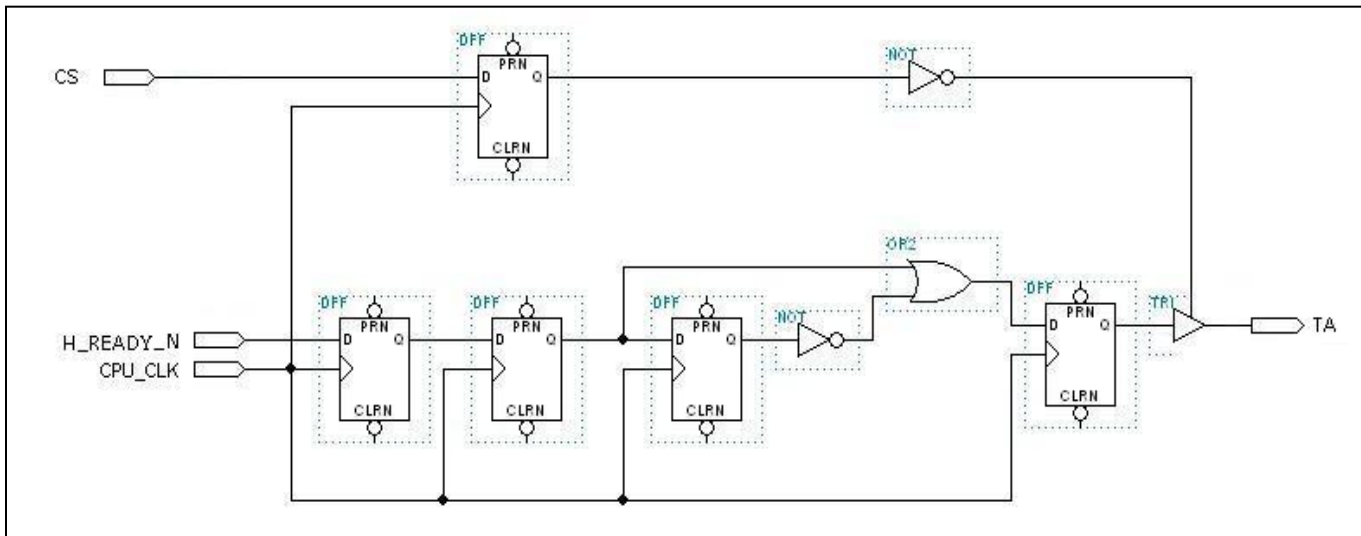 DFF
PRN
CS
D Q
NOT
CLRN
OR2
DFF
PRN
DFF
PRN
DFF
PRN
DFF
PRN
NOT
TRI
H_READY_N
D Q
D Q
D Q
D Q
TA
CPU_CLK
CLRN
CLRN
CLRN
CLRN